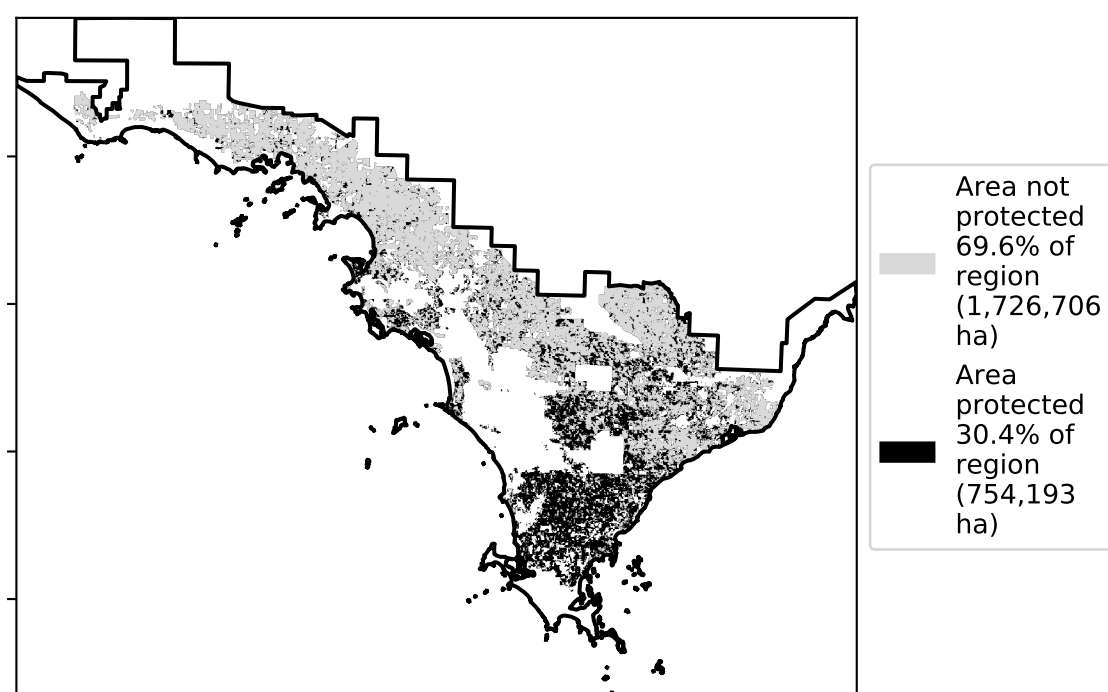 Area not
protected
69.6% of
region
(1,726,706
ha)
Area
protected
30.4% of
region
(754,193
ha)